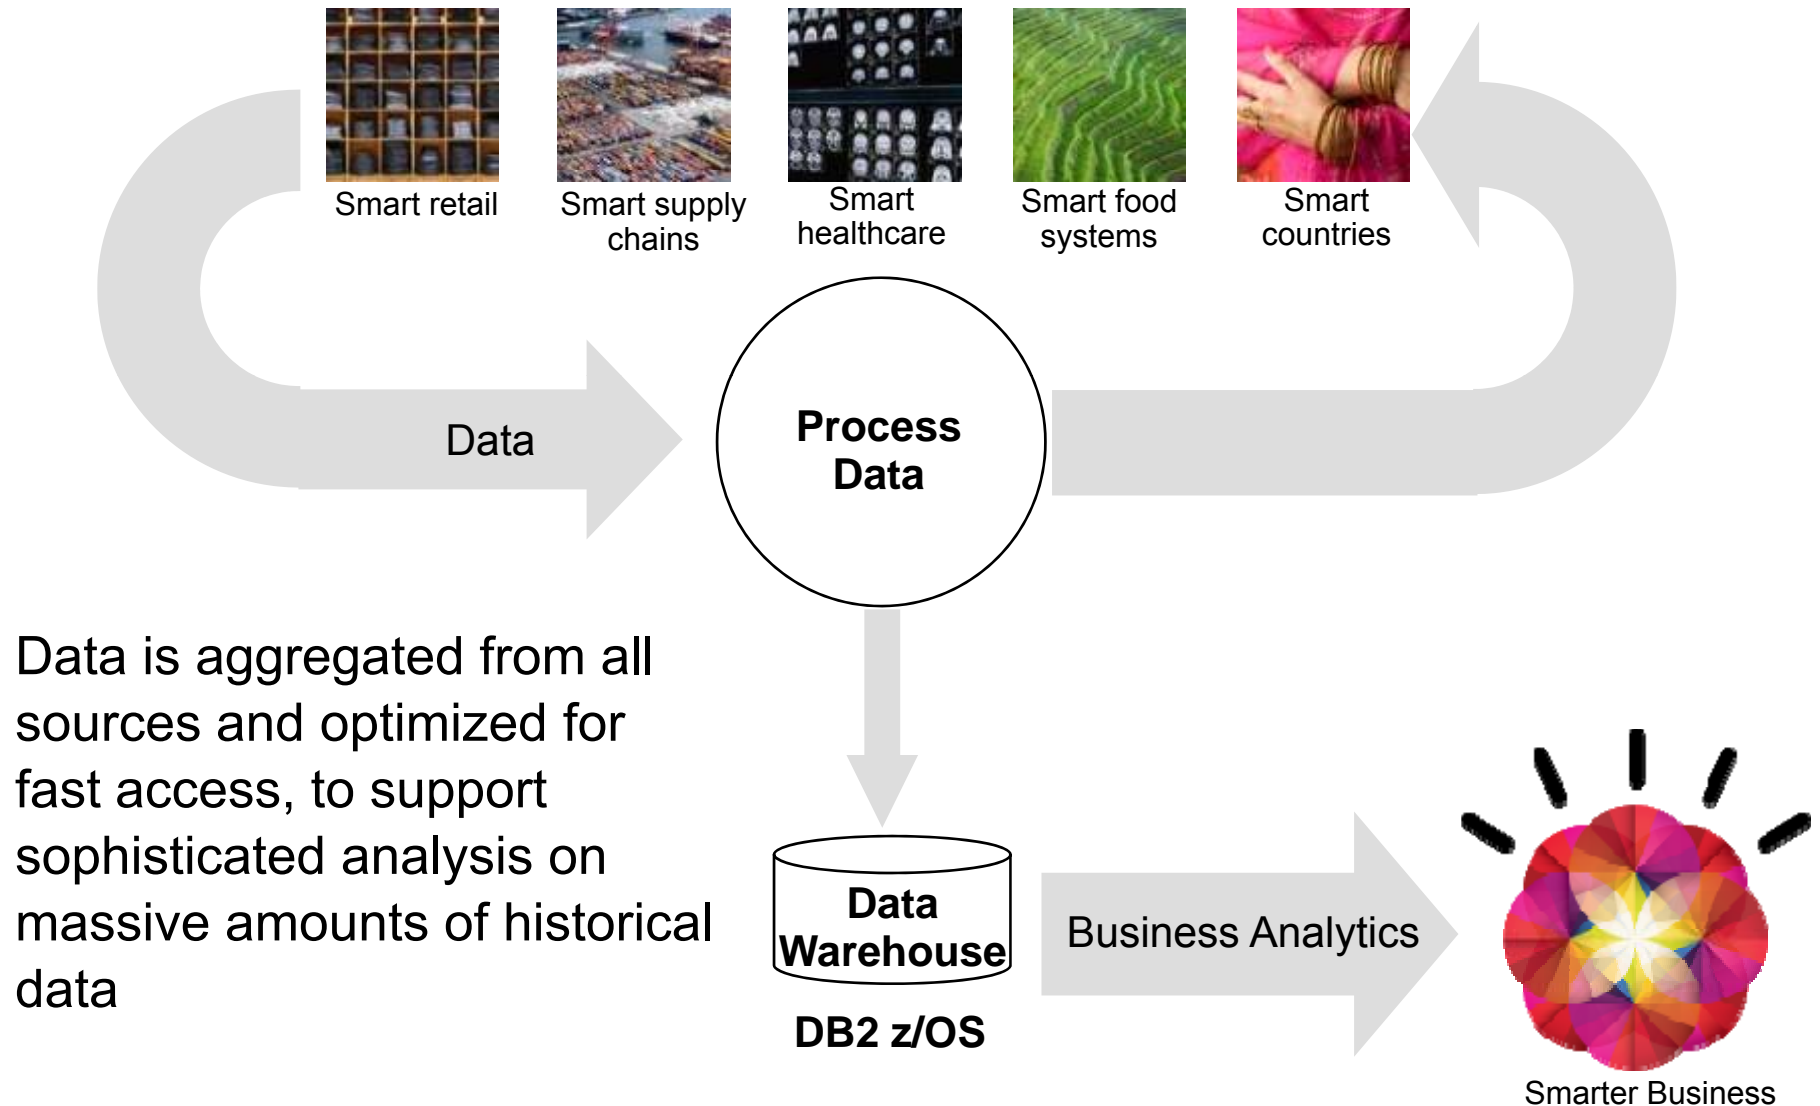 Smart retail
Smart supply
chains
Smart
healthcare
Smart food
systems
Smart
countries
Data
Process
Data
Data is aggregated from all
sources and optimized for
fast access, to support
sophisticated analysis on
massive amounts of historical
data
Data
Warehouse
DB2 z/OS
Business Analytics
Smarter Business